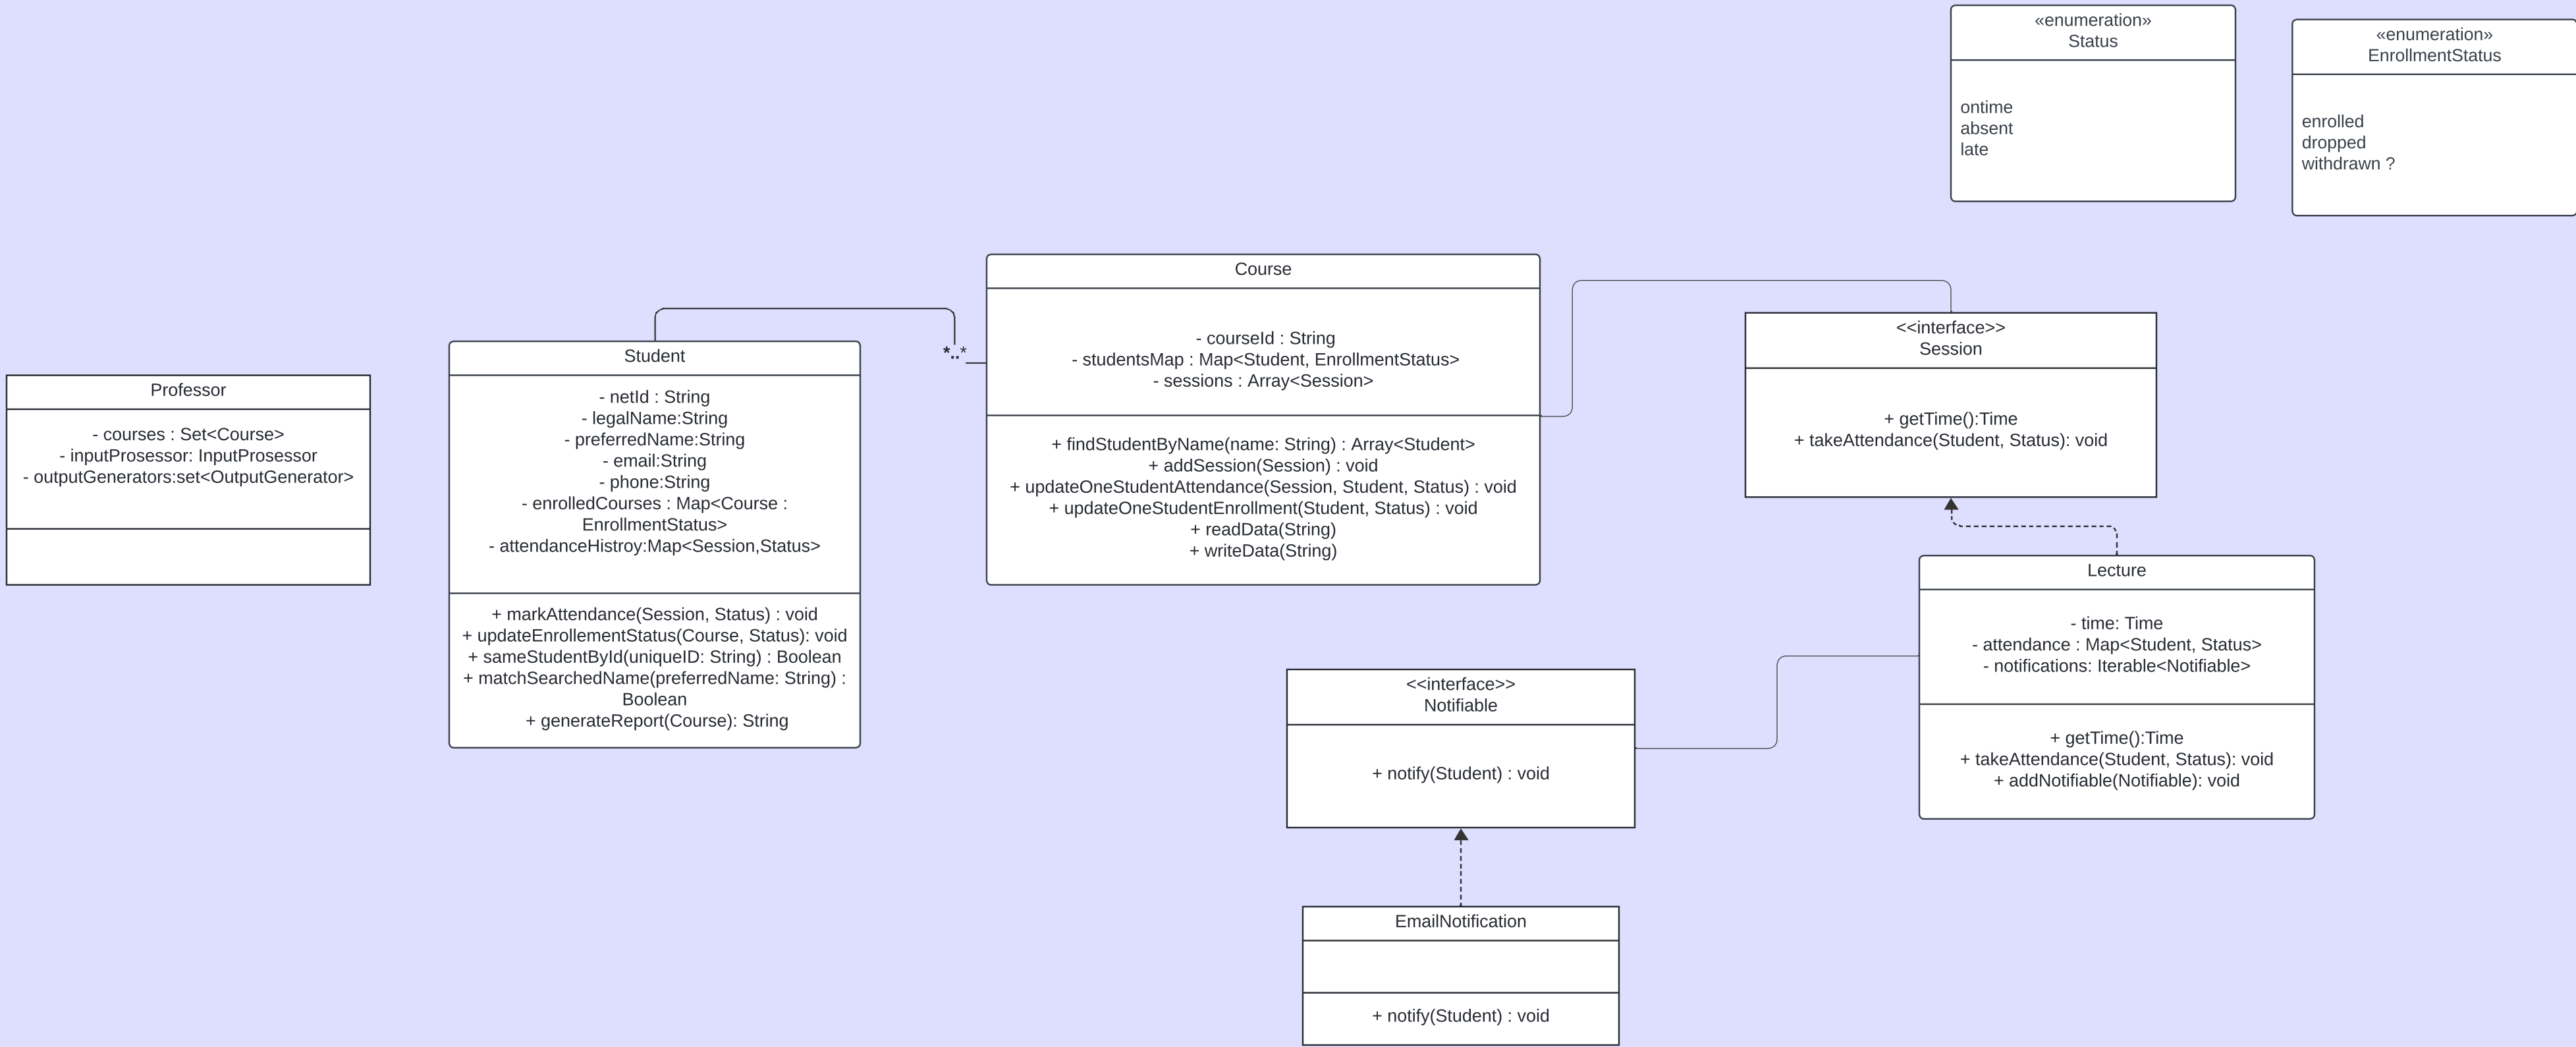 «enumeration»
Status
ontime
absent
late
«enumeration»
EnrollmentStatus
enrolled
dropped
withdrawn ?
Professor
- courses : Set<Course>
- inputProsessor: InputProsessor
- outputGenerators:set<OutputGenerator>
Student
- netId : String
- legalName:String
- preferredName:String
- email:String
- phone:String
- enrolledCourses : Map<Course :
EnrollmentStatus>
- attendanceHistroy:Map<Session,Status>
+ markAttendance(Session, Status) : void
+ updateEnrollementStatus(Course, Status): void
+ sameStudentById(uniqueID: String) : Boolean
+ matchSearchedName(preferredName: String) :
Boolean
+ generateReport(Course): String
*..*
Course
- courseId : String
- studentsMap : Map<Student, EnrollmentStatus>
- sessions : Array<Session>
+ findStudentByName(name: String) : Array<Student>
+ addSession(Session) : void
+ updateOneStudentAttendance(Session, Student, Status) : void
+ updateOneStudentEnrollment(Student, Status) : void
+ readData(String)
+ writeData(String)
<<interface>>
Session
+ getTime():Time
+ takeAttendance(Student, Status): void
Lecture
- time: Time
- attendance : Map<Student, Status>
- notifications: Iterable<Notifiable>
+ getTime():Time
+ takeAttendance(Student, Status): void
+ addNotifiable(Notifiable): void
<<interface>>
Notifiable
+ notify(Student) : void
EmailNotification
+ notify(Student) : void